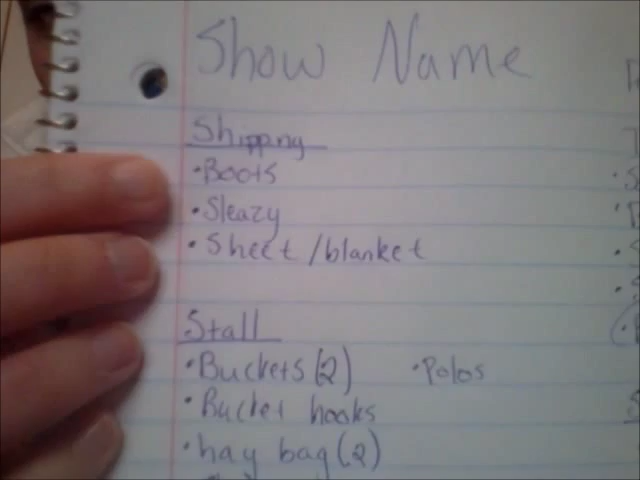 Show Name
Shipping
• Boots
• Sleazy
• Sheet/blanket
Stall
• Buckets (2) • Polos
• Bucket hooks
• hay bag (2)